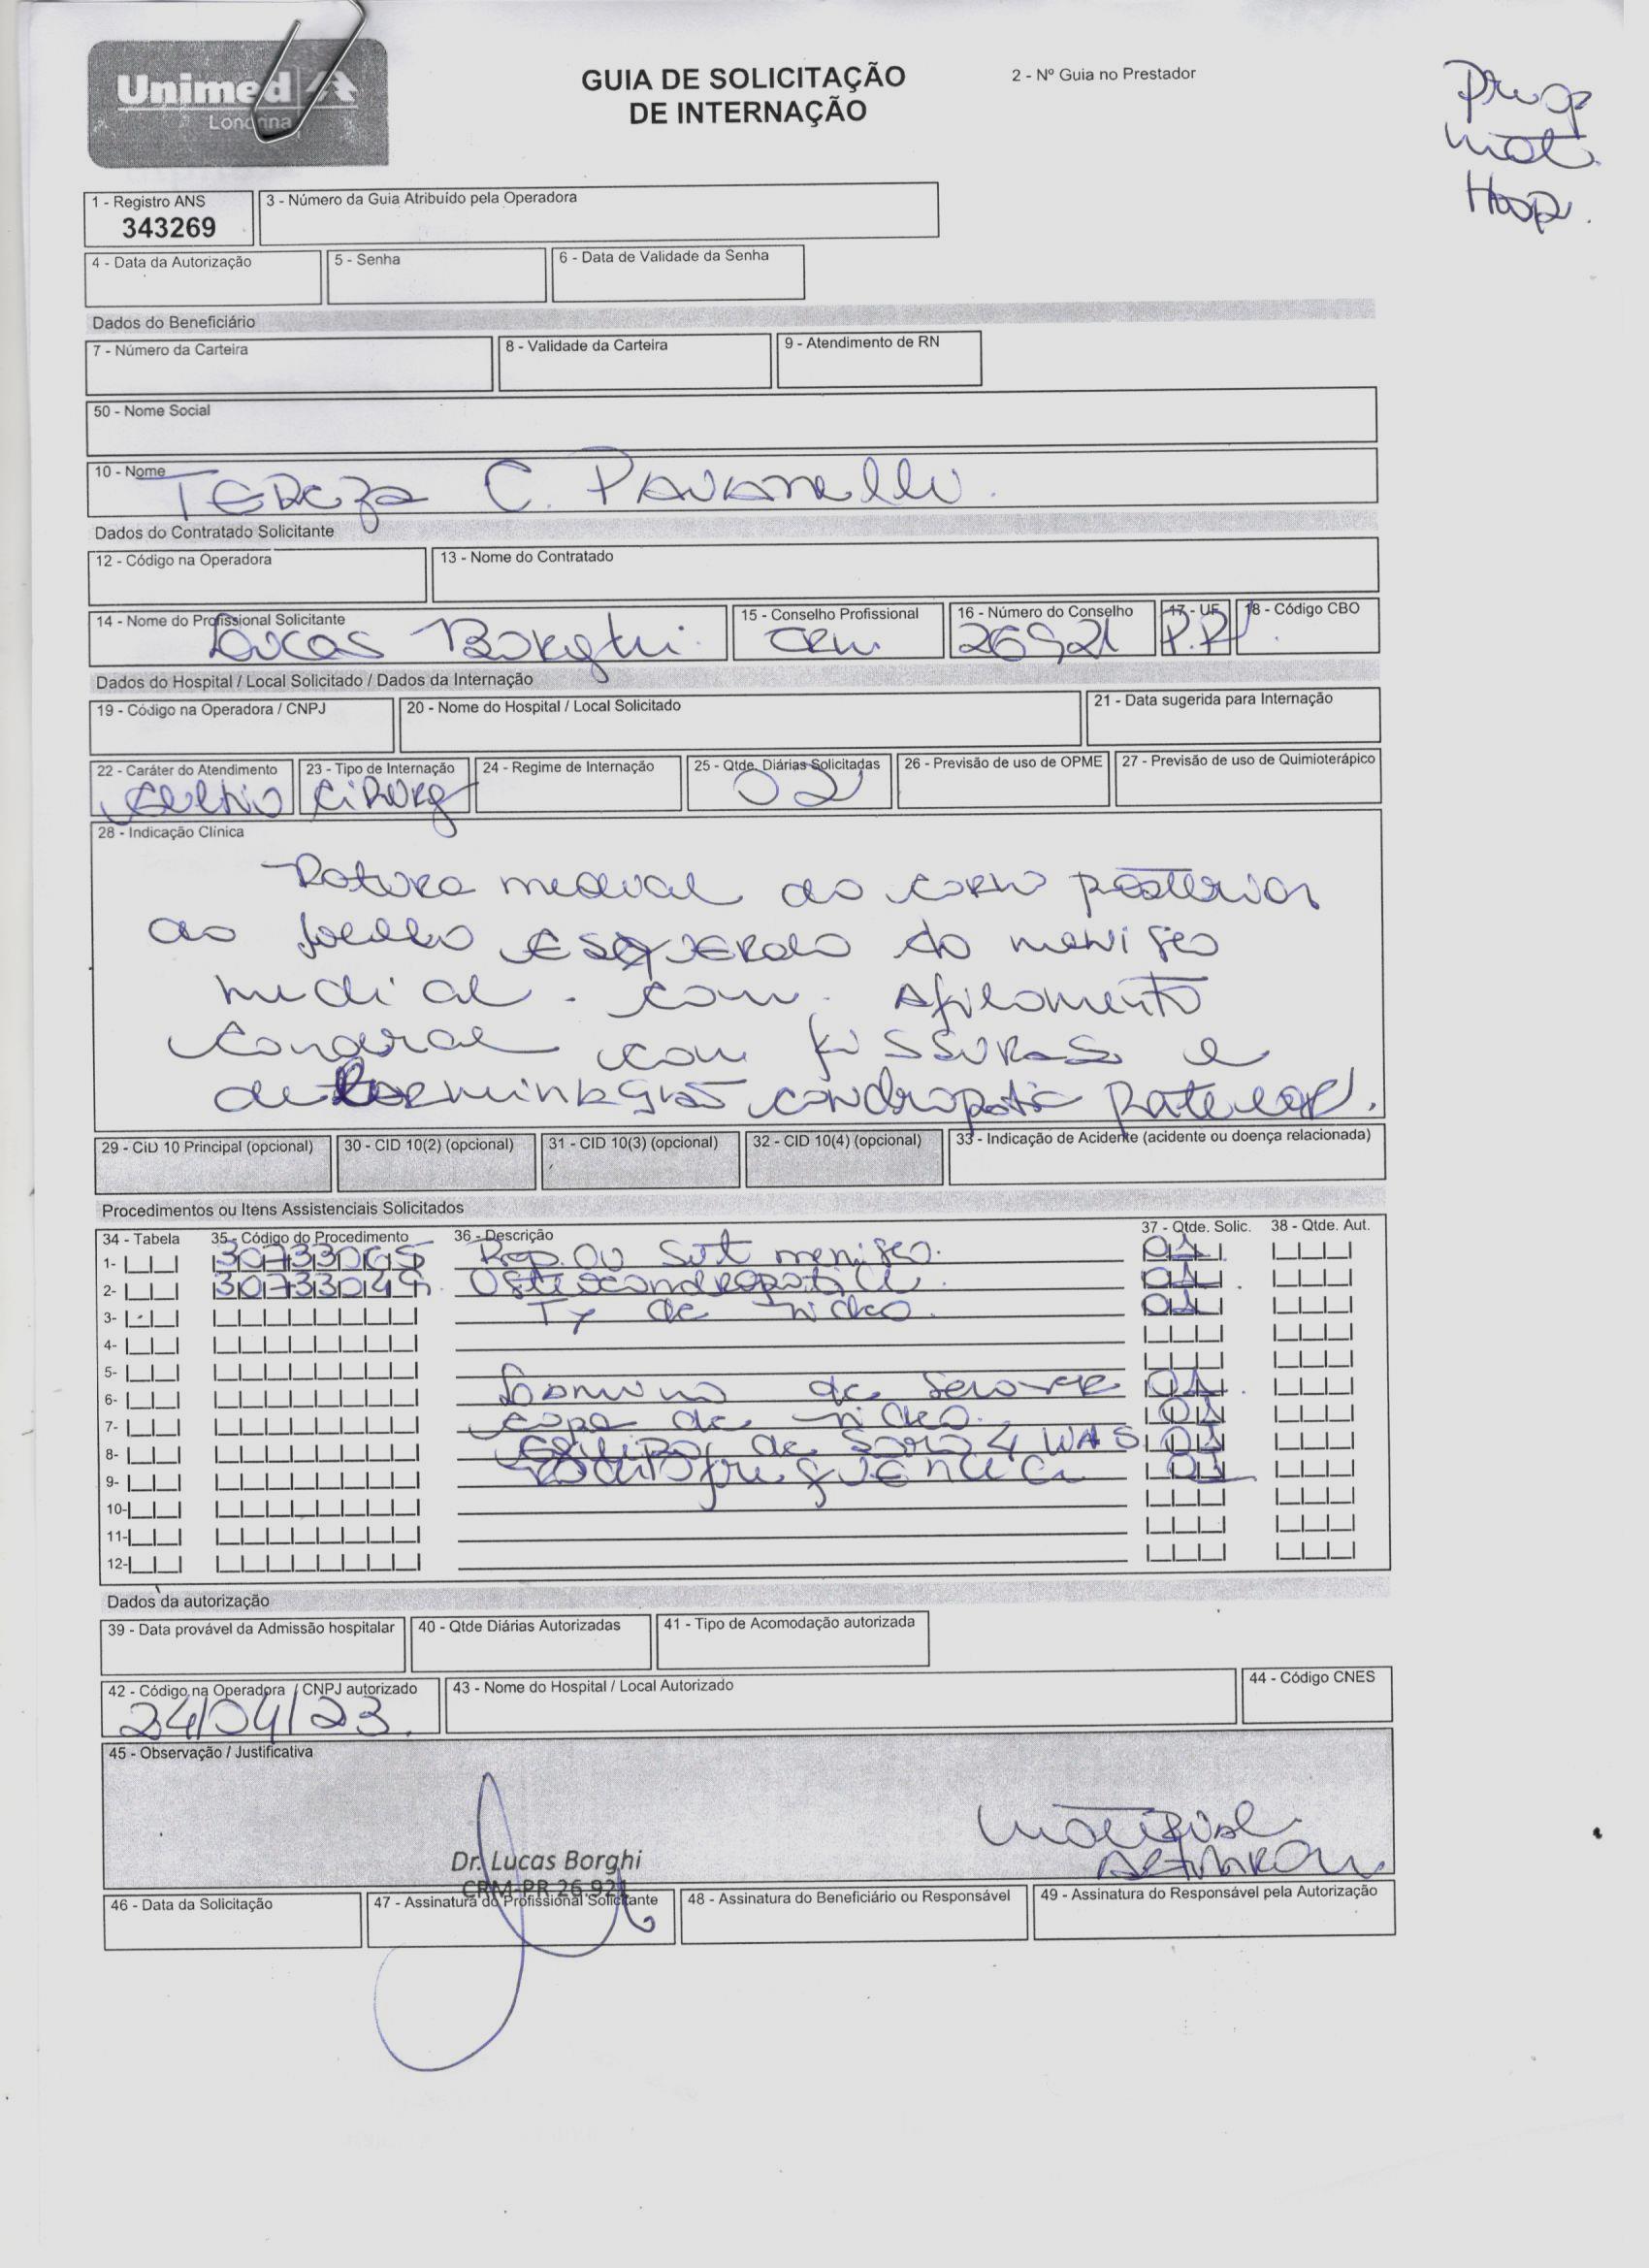 Unimed
Londrina
GUIA DE SOLICITAÇÃO
DE INTERNAÇÃO
2 - Nº Guia no Prestador
mat.
Hosp.
1 - Registro ANS
343269
3 - Número da Guia Atribuído pela Operadora
4 - Data da Autorização
5 - Senha
6 - Data de Validade da Senha
Dados do Beneficiário
7 - Número da Carteira
8 - Validade da Carteira
9 - Atendimento de RN
50 - Nome Social
10 - Nome
Tereza C. Pavanelli.
Dados do Contratado Solicitante
12 - Código na Operadora
13 - Nome do Contratado
14 - Nome do Profissional Solicitante
Lucas Borghi.
15 - Conselho Profissional
CRM
16 - Número do Conselho
26921
17 - UF
18 - Código CBO
Dados do Hospital / Local Solicitado / Dados da Internação
19 - Código na Operadora / CNPJ
20 - Nome do Hospital / Local Solicitado
21 - Data sugerida para Internação
22 - Caráter do Atendimento
23 - Tipo de Internação
Cirurg
24 - Regime de Internação
25 - Qtde. Diárias Solicitadas
02
26 - Previsão de uso de OPME
27 - Previsão de uso de Quimioterápico
28 - Indicação Clínica
Rotura medial do corno posterior
do joelho esquerdo do menisco
medial. com. Afilamento
condral com fissuras e
condropatia patelar.
29 - CID 10 Principal (opcional)
30 - CID 10(2) (opcional)
31 - CID 10(3) (opcional)
32 - CID 10(4) (opcional)
33 - Indicação de Acidente (acidente ou doença relacionada)
Procedimentos ou Itens Assistenciais Solicitados
34 - Tabela
35 - Código do Procedimento
36 - Descrição
37 - Qtde. Solic.
38 - Qtde. Aut.
1- 30733065 Rep. ou Sut menisco. 01
2- 30733049 Osteocondroplastia. 01
3- Tx de video. 01
4-
5-
6- de Shaver 01.
7- capa de video. 01
8- Equipo de Soro 4 VIAS 01
9- Radiofrequencia 01
10-
11-
12-
Dados da autorização
39 - Data provável da Admissão hospitalar
40 - Qtde Diárias Autorizadas
41 - Tipo de Acomodação autorizada
42 - Código na Operadora / CNPJ autorizado
24/04/23.
43 - Nome do Hospital / Local Autorizado
44 - Código CNES
45 - Observação / Justificativa
Dr. Lucas Borghi
CRM-PR 26.921
46 - Data da Solicitação
47 - Assinatura do Profissional Solicitante
48 - Assinatura do Beneficiário ou Responsável
49 - Assinatura do Responsável pela Autorização